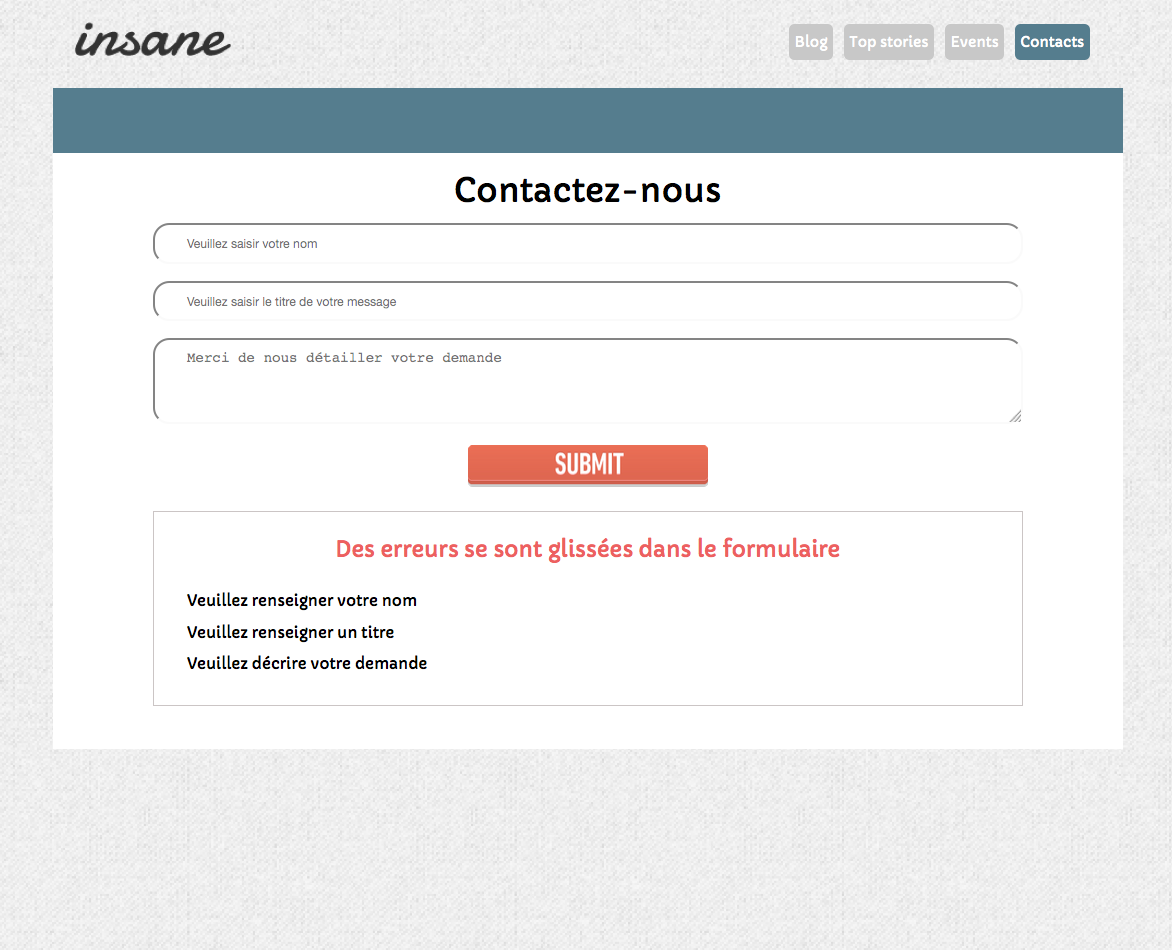 insane
Blog Top stories Events Contacts
Contactez-nous
Veuillez saisir votre nom
Veuillez saisir le titre de votre message
Merci de nous détailler votre demande
SUBMIT
Des erreurs se sont glissées dans le formulaire
Veuillez renseigner votre nom
Veuillez renseigner un titre
Veuillez décrire votre demande